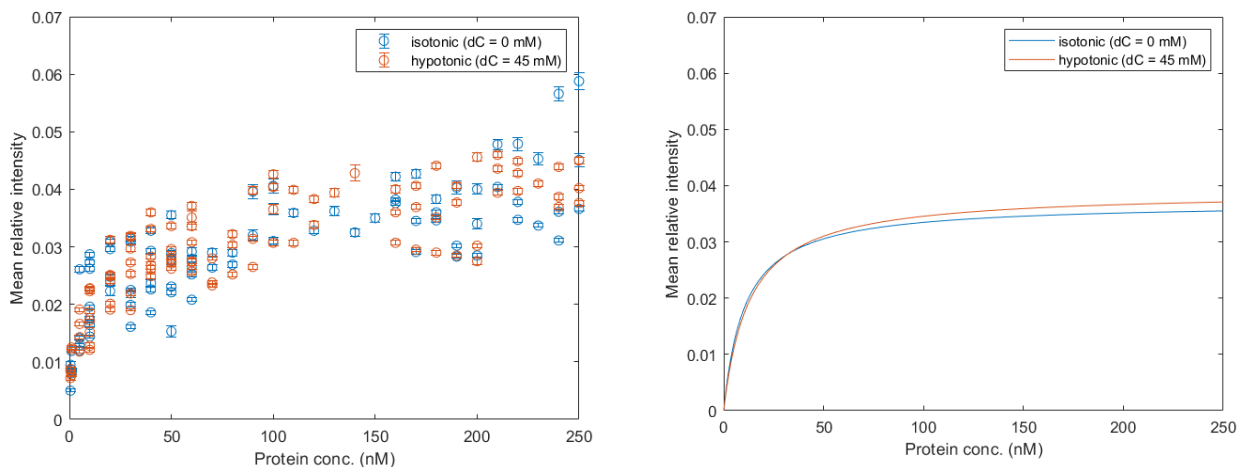 0.07
0.06
0.05
0.04
0.03
0.02
0.01
0
Mean relative intensity
isotonic (dC = 0 mM)
hypotonic (dC = 45 mM)
0 50 100 150 200 250
Protein conc. (nM)
0.07
0.06
0.05
0.04
0.03
0.02
0.01
0
Mean relative intensity
isotonic (dC = 0 mM)
hypotonic (dC = 45 mM)
0 50 100 150 200 250
Protein conc. (nM)